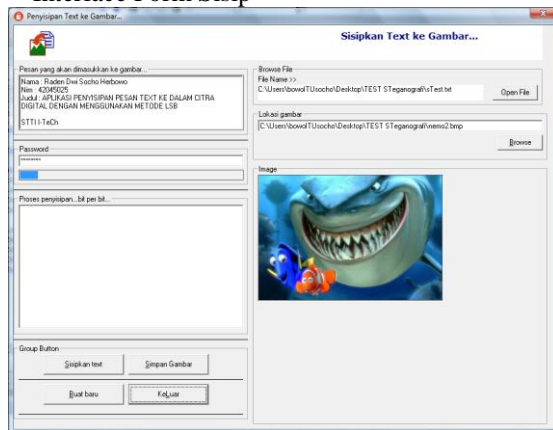 Interface Form Sisip
Penyisipan Text ke Gambar...
Sisipkan Text ke Gambar...
Pesan yang akan dimasukkan ke gambar...
Nama : Raden Dwi Socho Herbowo
Nim : 42045025
Judul : APLIKASI PENYISIPAN PESAN TEXT KE DALAM CITRA
DIGITAL DENGAN MENGGUNAKAN METODE LSB
STTI I-TeCh
Password
********
Proses penyisipan...bit per bit...
Group Button
Sisipkan text
Simpan Gambar
Buat baru
KeLuar
Browse File
File Name >>
C:\Users\bowoITUsocho\Desktop\TEST STeganografi\sTest.txt
Open File
Lokasi gambar
C:\Users\bowoITUsocho\Desktop\TEST STeganografi\nemo2.bmp
Browse
Image